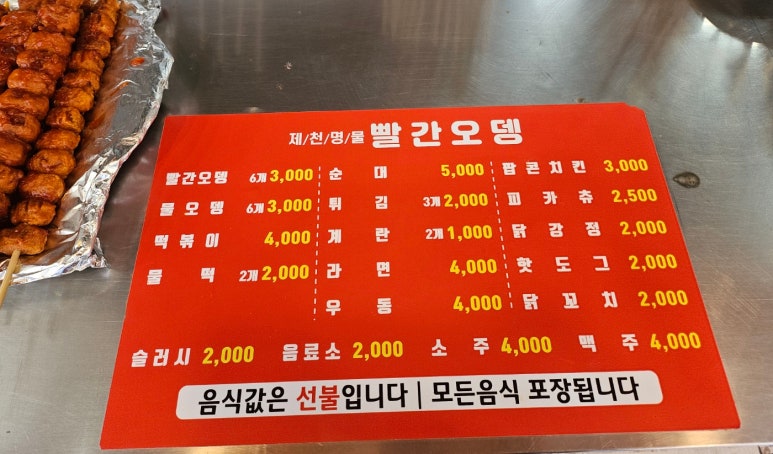 제/천/명/물 빨간오뎅
빨간오뎅 6개 3,000 순대 5,000 팝콘치킨 3,000
물오뎅 6개 3,000 튀김 3개 2,000 피카츄 2,500
떡볶이 4,000 계란 2개 1,000 닭강정 2,000
물떡 2개 2,000 라면 4,000 핫도그 2,000
우동 4,000 닭꼬치 2,000
슬러시 2,000 음료소 2,000 소주 4,000 맥주 4,000
음식값은 선불입니다 | 모든음식 포장됩니다